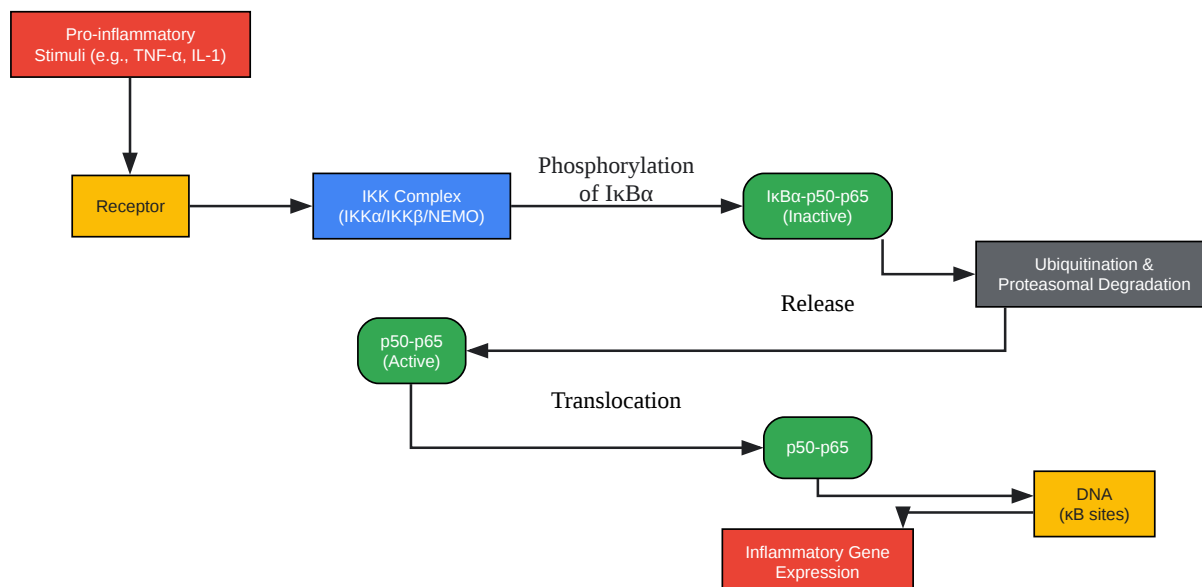 Pro-inflammatory
Stimuli (e.g., TNF-α, IL-1)
Receptor
IKK Complex
(IKKα/IKKβ/NEMO)
Phosphorylation
of IκBα
IκBα-p50-p65
(Inactive)
Ubiquitination &
Proteasomal Degradation
Release
p50-p65
(Active)
Translocation
p50-p65
DNA
(κB sites)
Inflammatory Gene
Expression